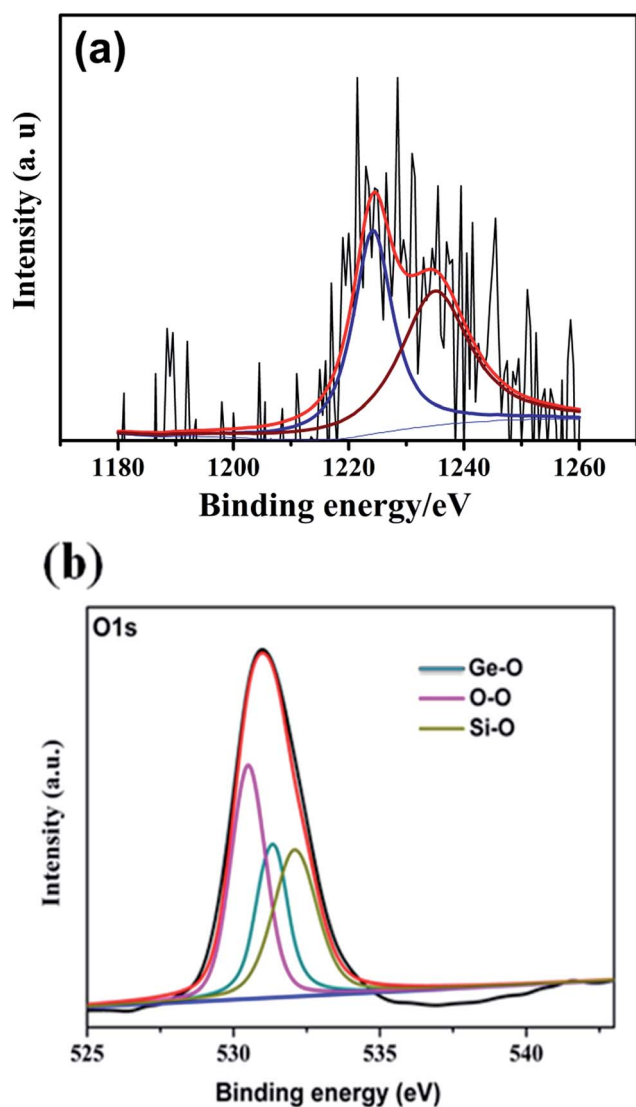 (a)
Intensity (a. u)
1180 1200 1220 1240 1260
Binding energy/eV
(b)
O1s
Ge-O
O-O
Si-O
Intensity (a.u.)
525 530 535 540
Binding energy (eV)